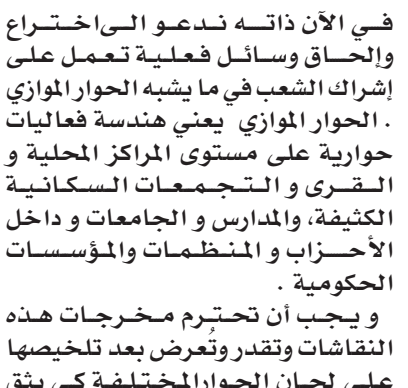 في الآن ذاته ندعو الى اختراع
وإلحاق وسائل فعلية تعمل على
إشراك الشعب في ما يشبه الحوار الموازي
. الحوار الموازي يعني هندسة فعاليات
حوارية على مستوى المراكز المحلية و
القرى و التجمعات السكانية
الكثيفة، والمدارس و الجامعات و داخل
الأحزاب و المنظمات والمؤسسات
الحكومية .
و يجب أن تحترم مخرجات هذه
النقاشات وتقدر وتُعرض بعد تلخيصها
على لجان الحوار المختلفة كي يثق